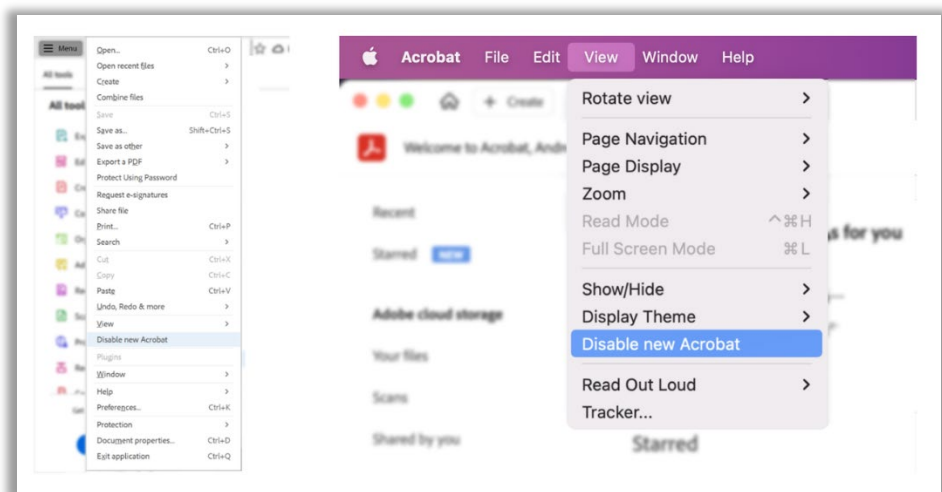 Menu
All tools
All tool
Open.. Ctrl+O
Open recent files
Create
Combine files
Save Ctrl+S
Save as.. Shift+Ctrl+S
Save as other
Export a PDF
Protect Using Password
Request e-signatures
Share file
Print.. Ctrl+P
Search
Cut Ctrl+X
Copy Ctrl+C
Paste Ctrl+V
Undo, Redo & more
View
Disable new Acrobat
Plugins
Window
Help
Preferences... Ctrl+K
Protection
Document properties... Ctrl+D
Exit application Ctrl+Q
Acrobat File Edit View Window Help
Create
Welcome to Acrobat, Andr
Recent
Starred NEW
Adobe cloud storage
Your files
Scans
Shared by you
Rotate view
Page Navigation
Page Display
Zoom
Read Mode ^⌘H
Full Screen Mode ⌘L
Show/Hide
Display Theme
Disable new Acrobat
Read Out Loud
Tracker...
s for you
Starred